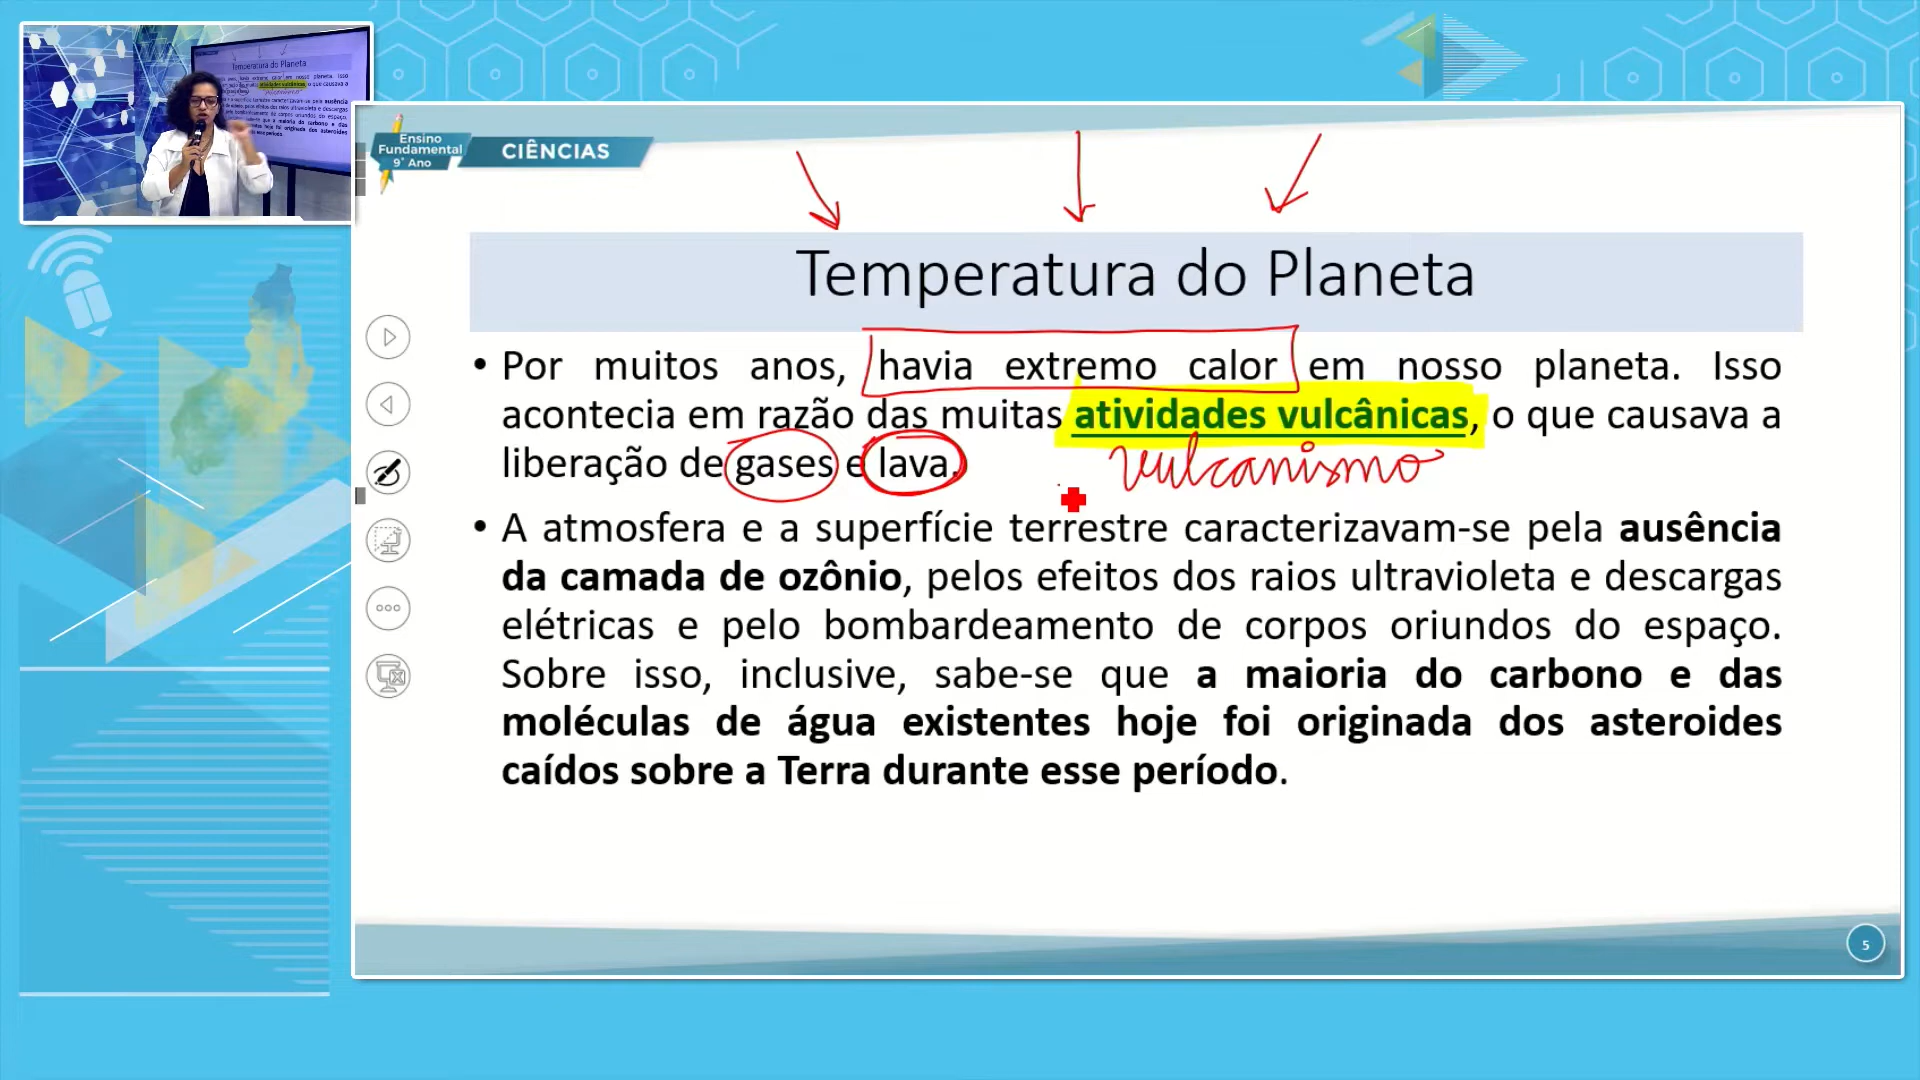 Ensino
Fundamental
9° Ano
CIÊNCIAS
Temperatura do Planeta
• Por muitos anos, havia extremo calor em nosso planeta. Isso
acontecia em razão das muitas atividades vulcânicas, o que causava a
liberação de gases e lava.
vulcanismo
• A atmosfera e a superfície terrestre caracterizavam-se pela ausência
da camada de ozônio, pelos efeitos dos raios ultravioleta e descargas
elétricas e pelo bombardeamento de corpos oriundos do espaço.
Sobre isso, inclusive, sabe-se que a maioria do carbono e das
moléculas de água existentes hoje foi originada dos asteroides
caídos sobre a Terra durante esse período.
5